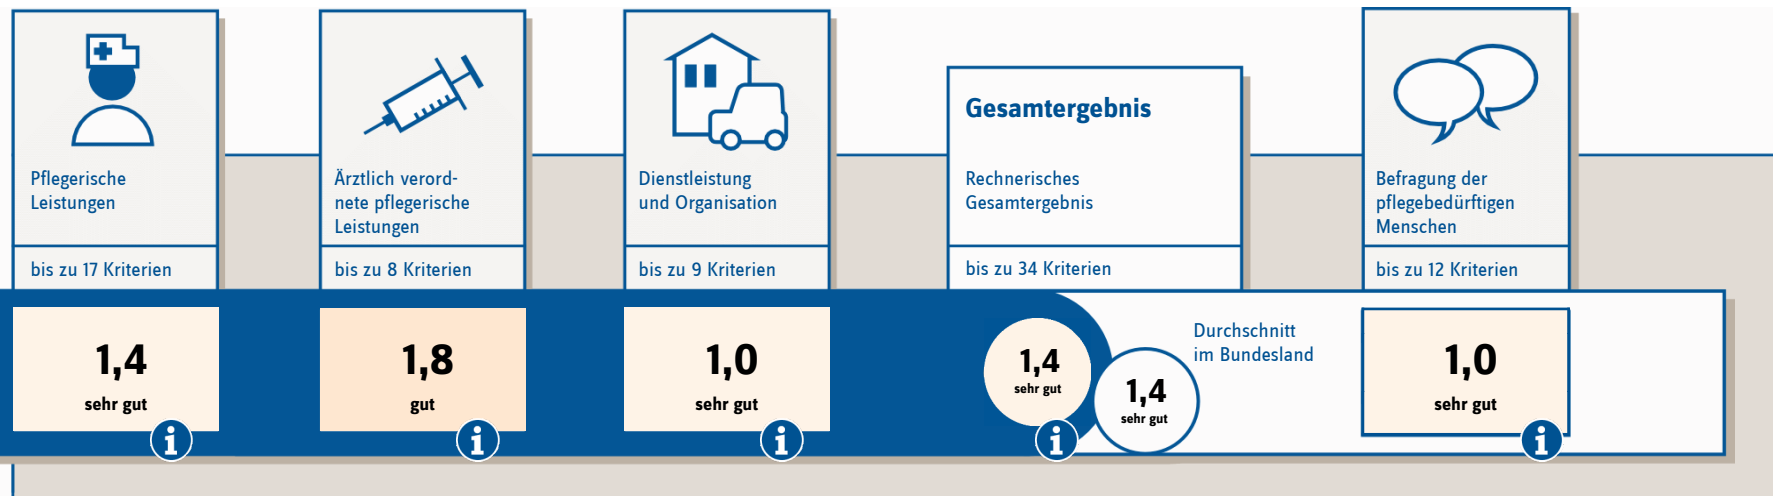 Pflegerische
Leistungen
bis zu 17 Kriterien
1,4
sehr gut
i
Ärztlich verord-
nete pflegerische
Leistungen
bis zu 8 Kriterien
1,8
gut
i
Dienstleistung
und Organisation
bis zu 9 Kriterien
1,0
sehr gut
i
Gesamtergebnis
Rechnerisches
Gesamtergebnis
bis zu 34 Kriterien
1,4
sehr gut
i
1,4
sehr gut
Durchschnitt
im Bundesland
Befragung der
pflegebedürftigen
Menschen
bis zu 12 Kriterien
1,0
sehr gut
i